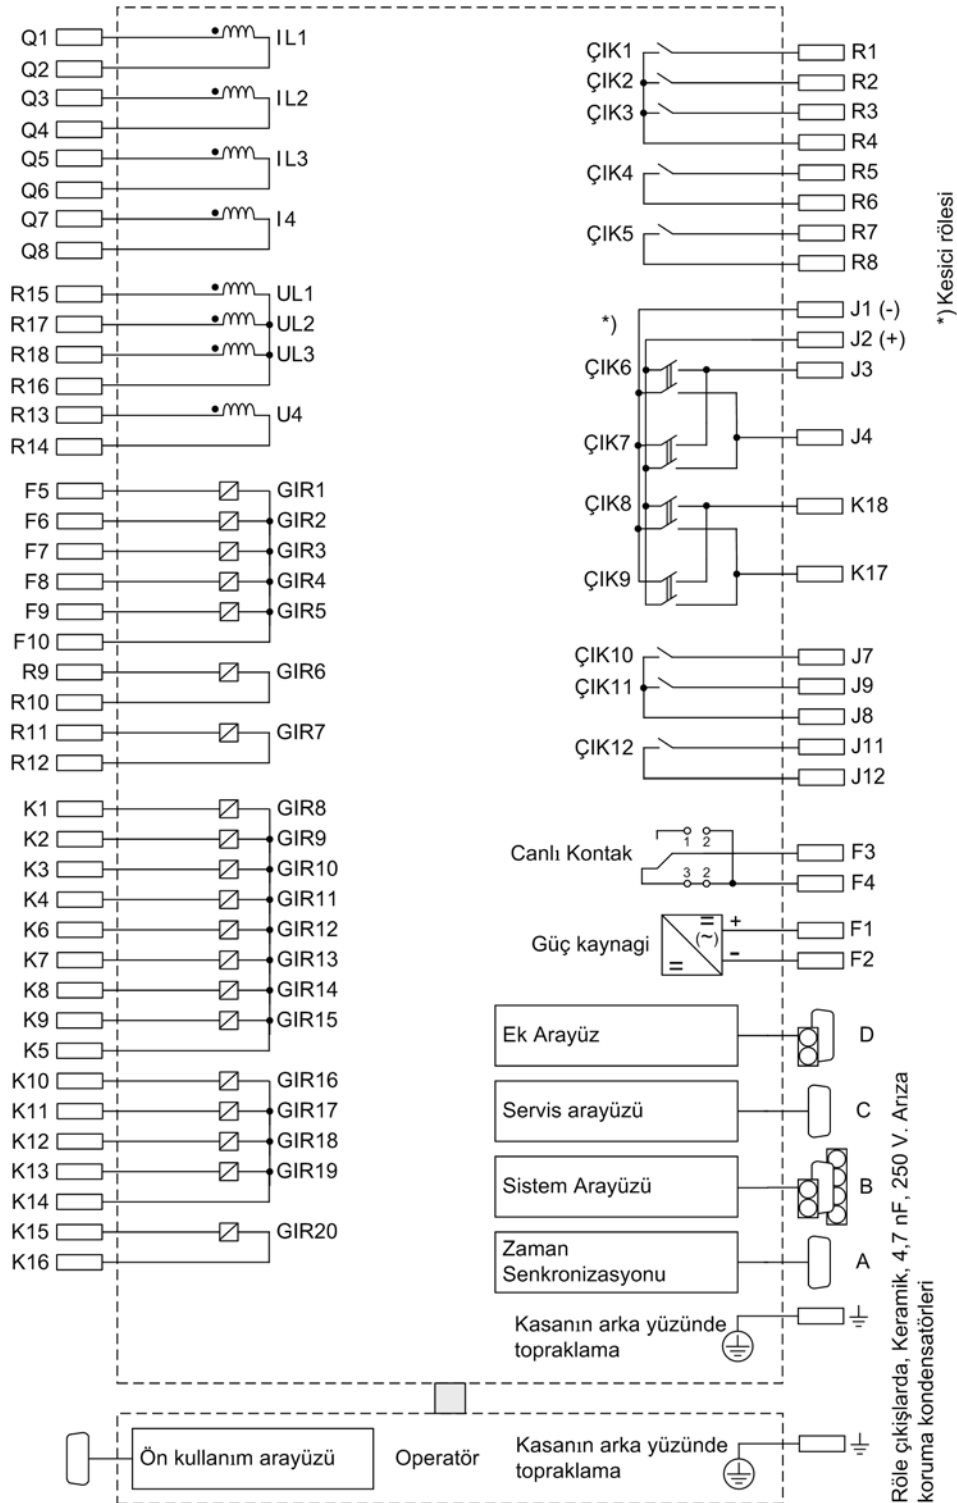 Q1 IL1
Q2
Q3 IL2
Q4
Q5 IL3
Q6
Q7 I4
Q8
R15 UL1
R17 UL2
R18 UL3
R16
R13 U4
R14
F5 GIR1
F6 GIR2
F7 GIR3
F8 GIR4
F9 GIR5
F10
R9 GIR6
R10
R11 GIR7
R12
K1 GIR8
K2 GIR9
K3 GIR10
K4 GIR11
K6 GIR12
K7 GIR13
K8 GIR14
K9 GIR15
K5
K10 GIR16
K11 GIR17
K12 GIR18
K13 GIR19
K14
K15 GIR20
K16
ÇIK1 R1
ÇIK2 R2
ÇIK3 R3
R4
ÇIK4 R5
R6
ÇIK5 R7
R8
J1 (-)
*)
J2 (+)
ÇIK6 J3
ÇIK7 J4
ÇIK8 K18
ÇIK9 K17
ÇIK10 J7
ÇIK11 J9
J8
ÇIK12 J11
J12
1 2
Canlı Kontak F3
3 2
F4
= + F1
(~)
Güç kaynagi
= - F2
Ek Arayüz D
Servis arayüzü C
Sistem Arayüzü B
Zaman
Senkronizasyonu
A
Kasanın arka yüzünde
topraklama
Ön kullanım arayüzü Operatör
Kasanın arka yüzünde
topraklama
*) Kesici rölesi
Röle çıkişlarda, Keramik, 4,7 nF, 250 V. Arıza
koruma kondensatörleri